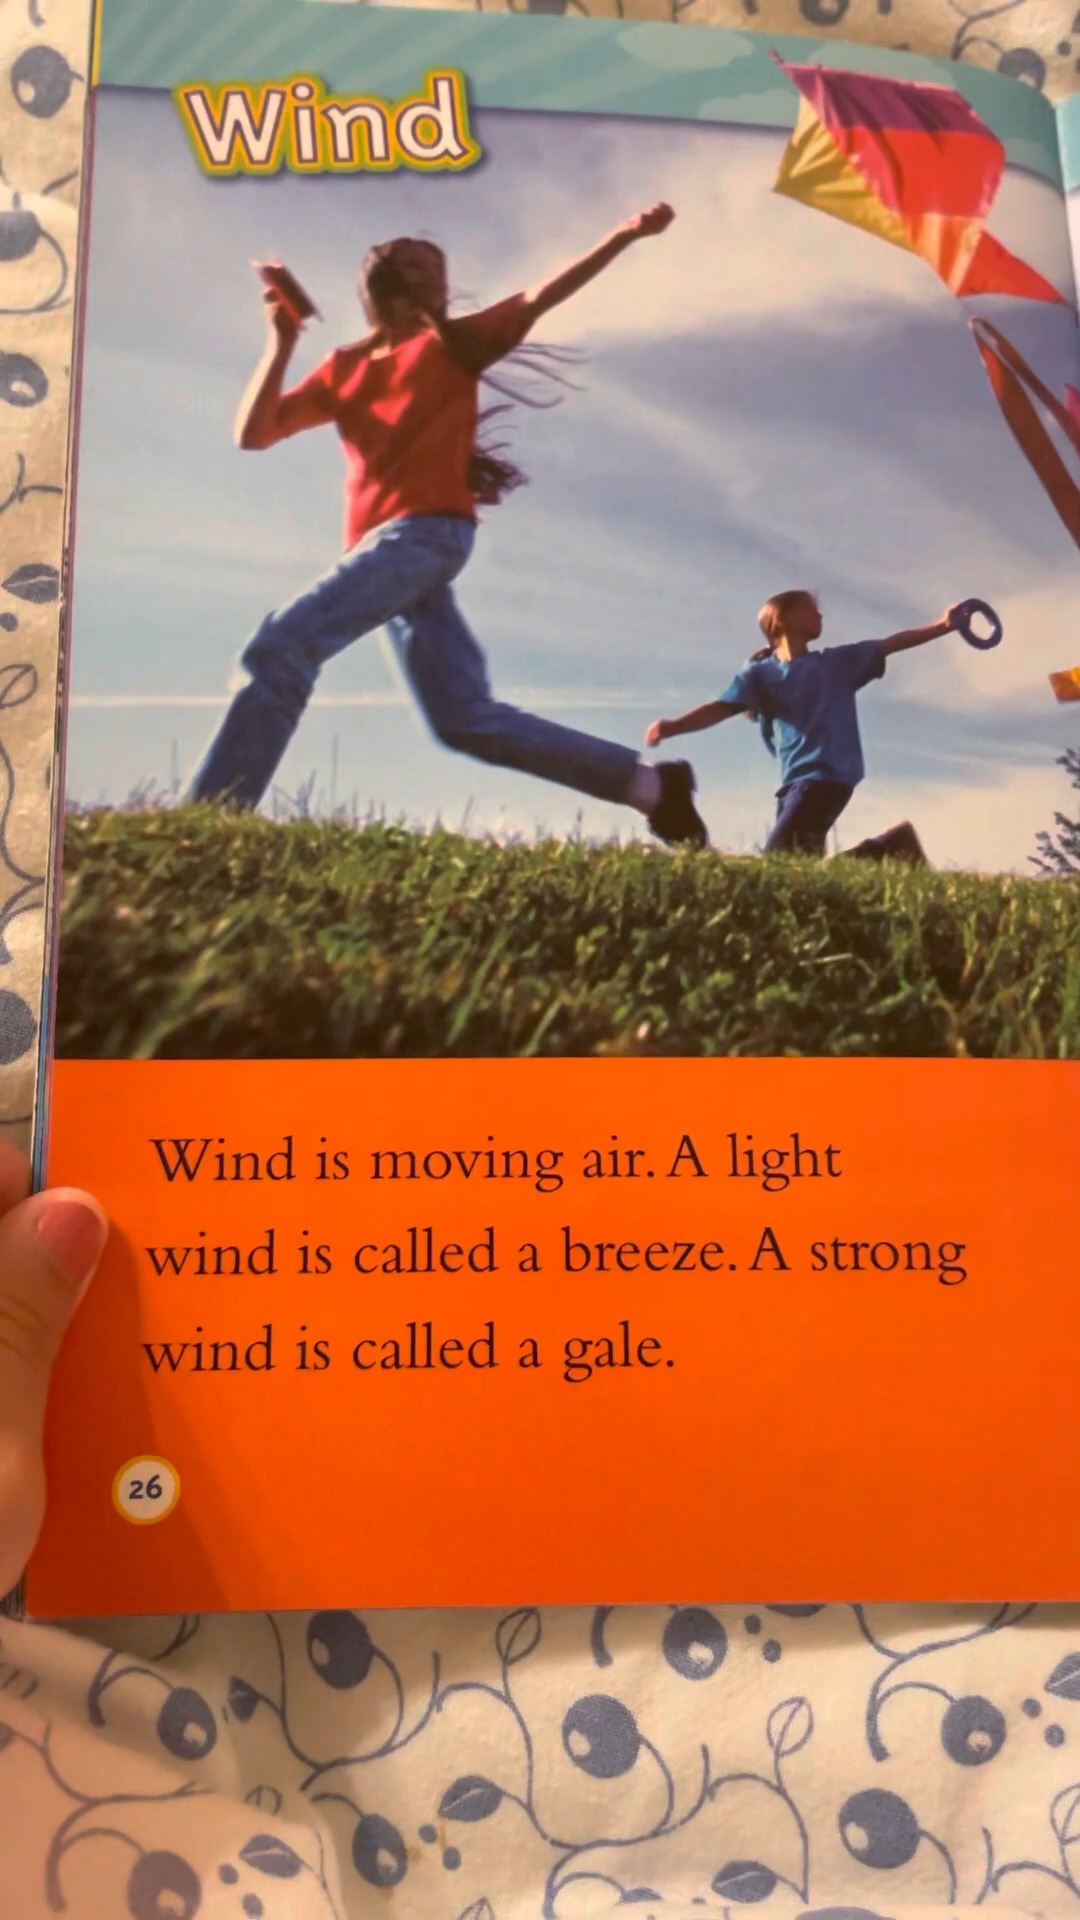 Wind
Wind is moving air. A light
wind is called a breeze. A strong
wind is called a gale.
26